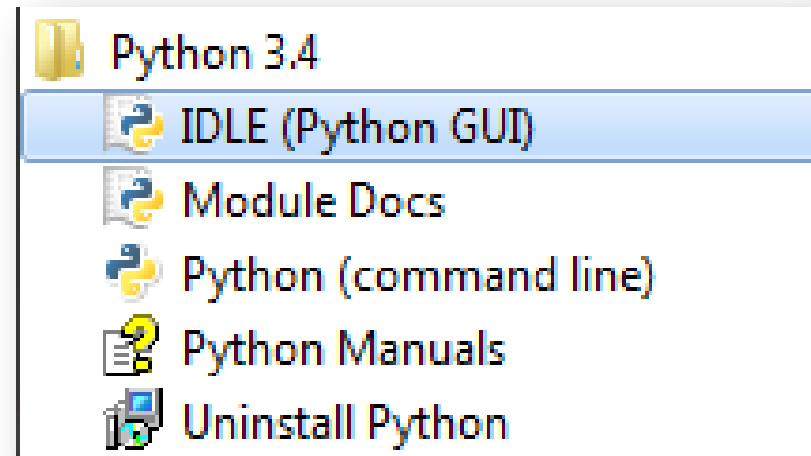 Python 3.4
IDLE (Python GUI)
Module Docs
Python (command line)
Python Manuals
Uninstall Python